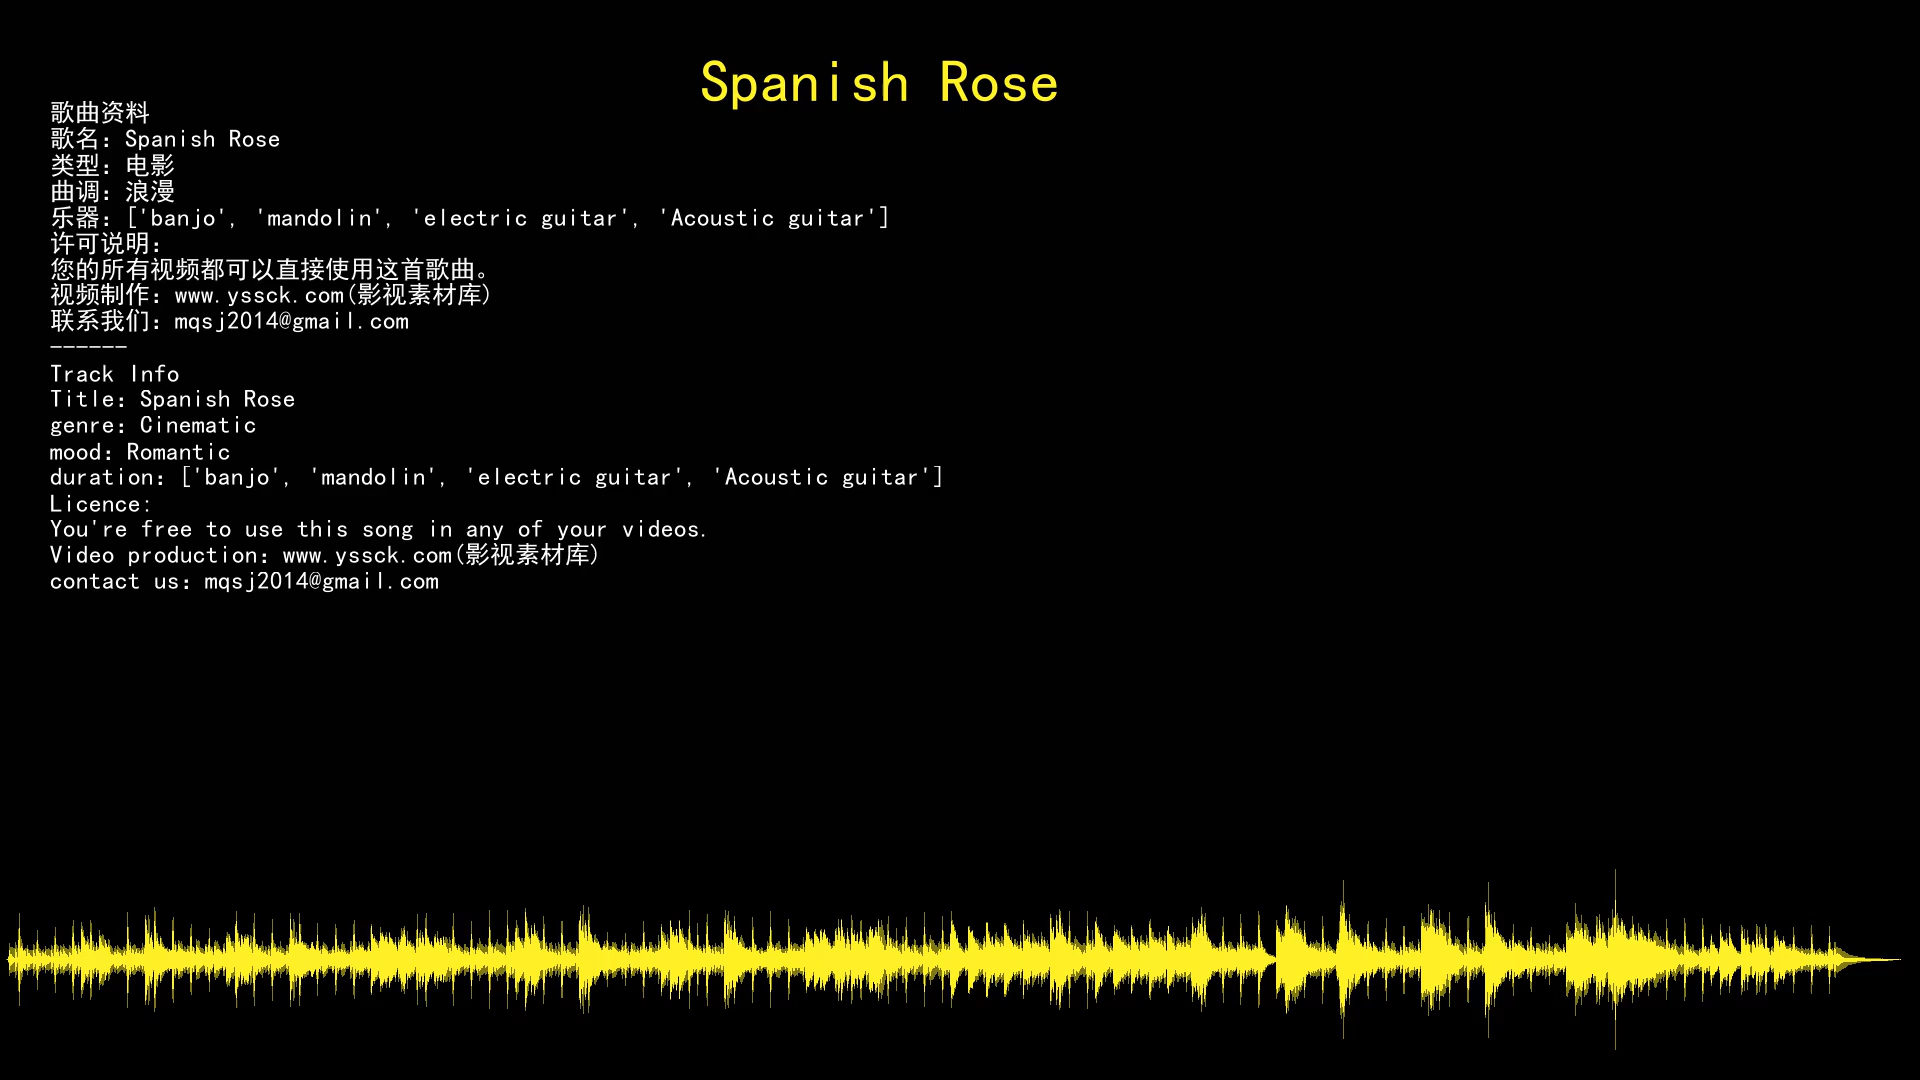 Spanish Rose
歌曲资料
歌名：Spanish Rose
类型：电影
曲调：浪漫
乐器：['banjo', 'mandolin', 'electric guitar', 'Acoustic guitar']
许可说明：
您的所有视频都可以直接使用这首歌曲。
视频制作：www.yssck.com(影视素材库)
联系我们：mqsj2014@gmail.com
------
Track Info
Title：Spanish Rose
genre：Cinematic
mood：Romantic
duration：['banjo', 'mandolin', 'electric guitar', 'Acoustic guitar']
Licence:
You're free to use this song in any of your videos.
Video production：www.yssck.com(影视素材库)
contact us：mqsj2014@gmail.com